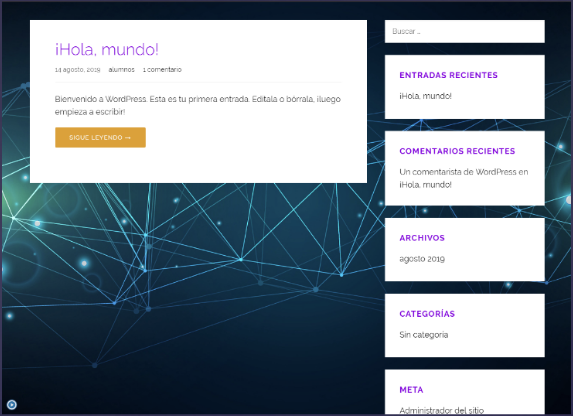 ¡Hola, mundo!
14 agosto, 2019 alumnos 1 comentario
Bienvenido a WordPress. Esta es tu primera entrada. Edítala o bórrala, ¡luego
empieza a escribir!
SIGUE LEYENDO →
Buscar …
ENTRADAS RECIENTES
¡Hola, mundo!
COMENTARIOS RECIENTES
Un comentarista de WordPress en
¡Hola, mundo!
ARCHIVOS
agosto 2019
CATEGORÍAS
Sin categoría
META
Administrador del sitio